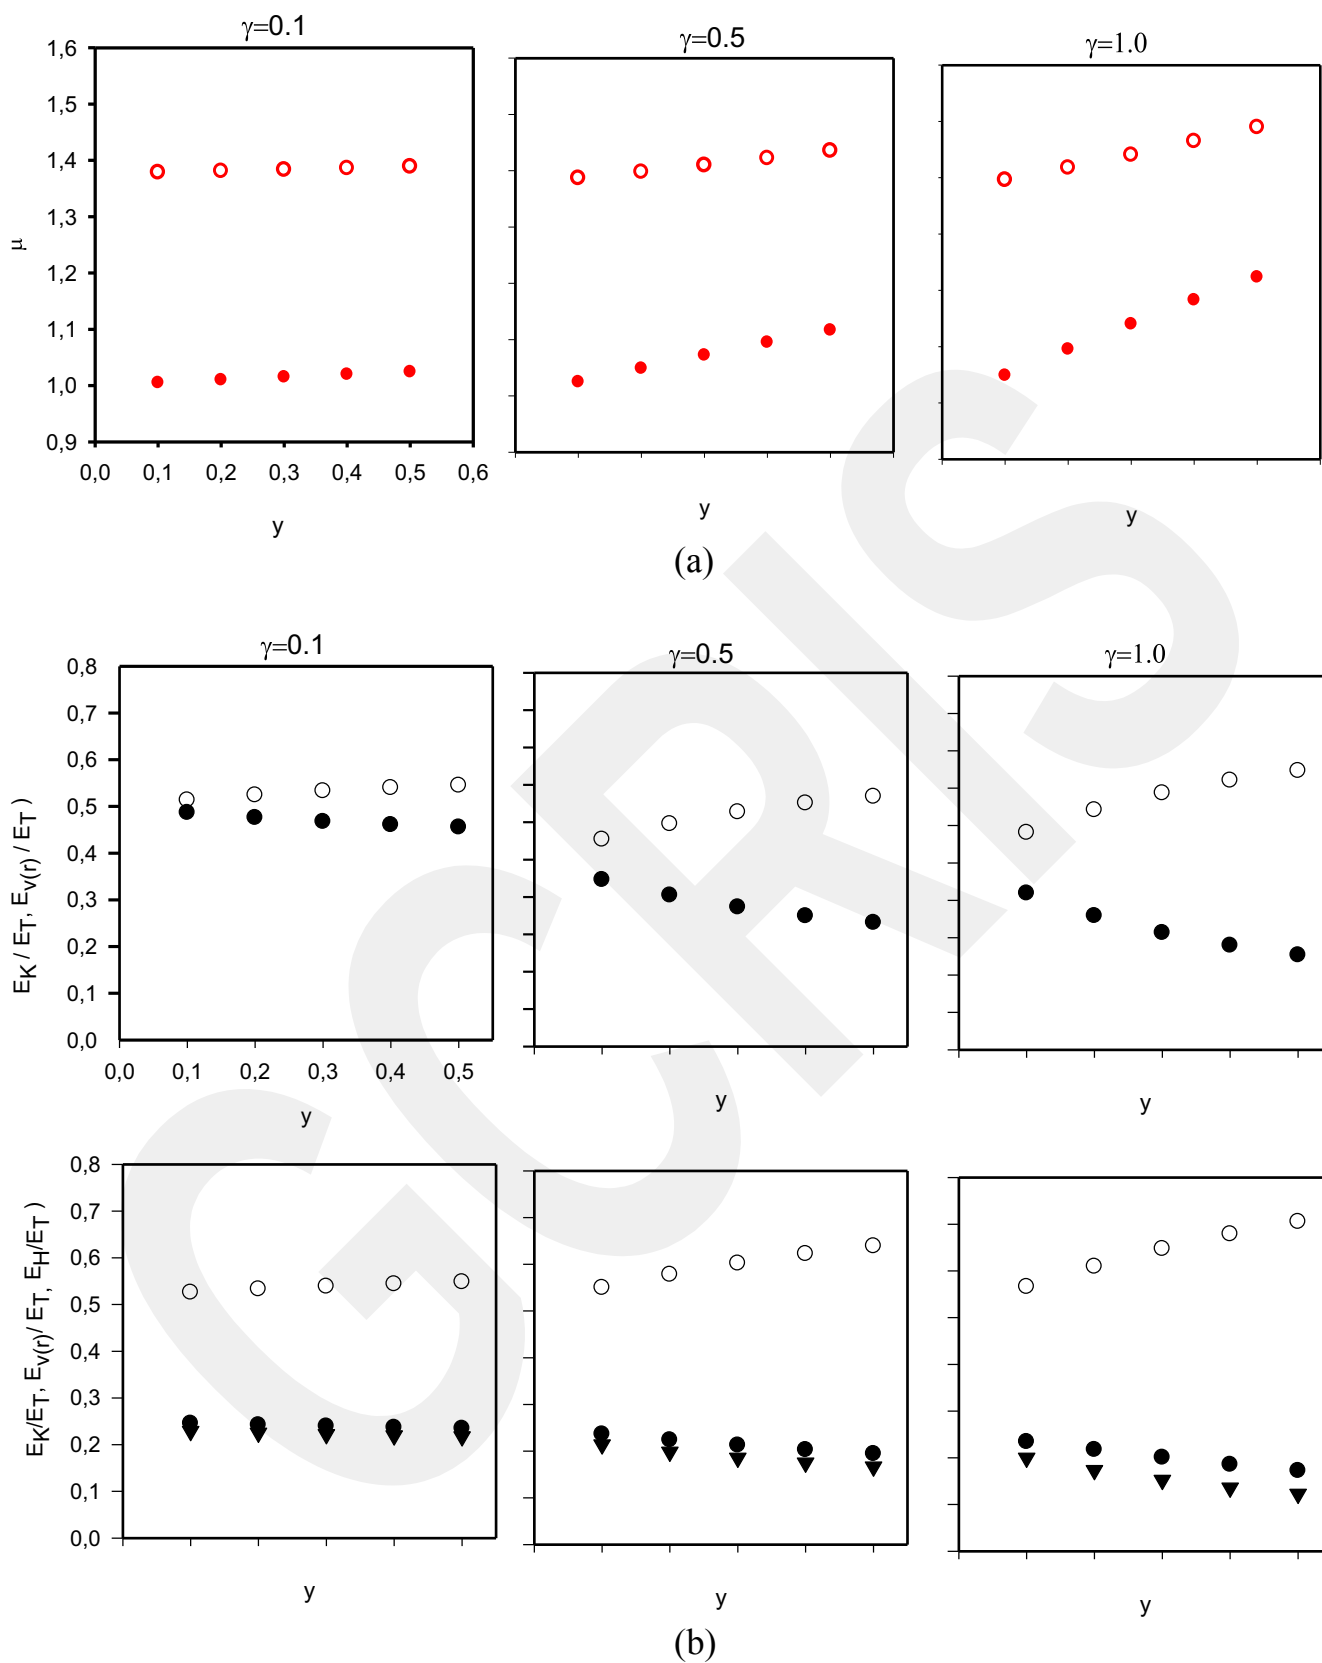 γ=0.1
γ=0.5
γ=1.0
1,6
1,5
1,4
1,3
1,2
1,1
1,0
0,9
μ
0,0 0,1 0,2 0,3 0,4 0,5 0,6
y
y
y
(a)
γ=0.1
γ=0.5
γ=1.0
0,8
0,7
0,6
0,5
0,4
0,3
0,2
0,1
0,0
EK / ET, Ev(r) / ET)
0,0 0,1 0,2 0,3 0,4 0,5
y
y
y
0,8
0,7
0,6
0,5
0,4
0,3
0,2
0,1
0,0
EK/ET, Ev(r)/ ET, EH/ET )
y
y
y
(b)
GCRIS